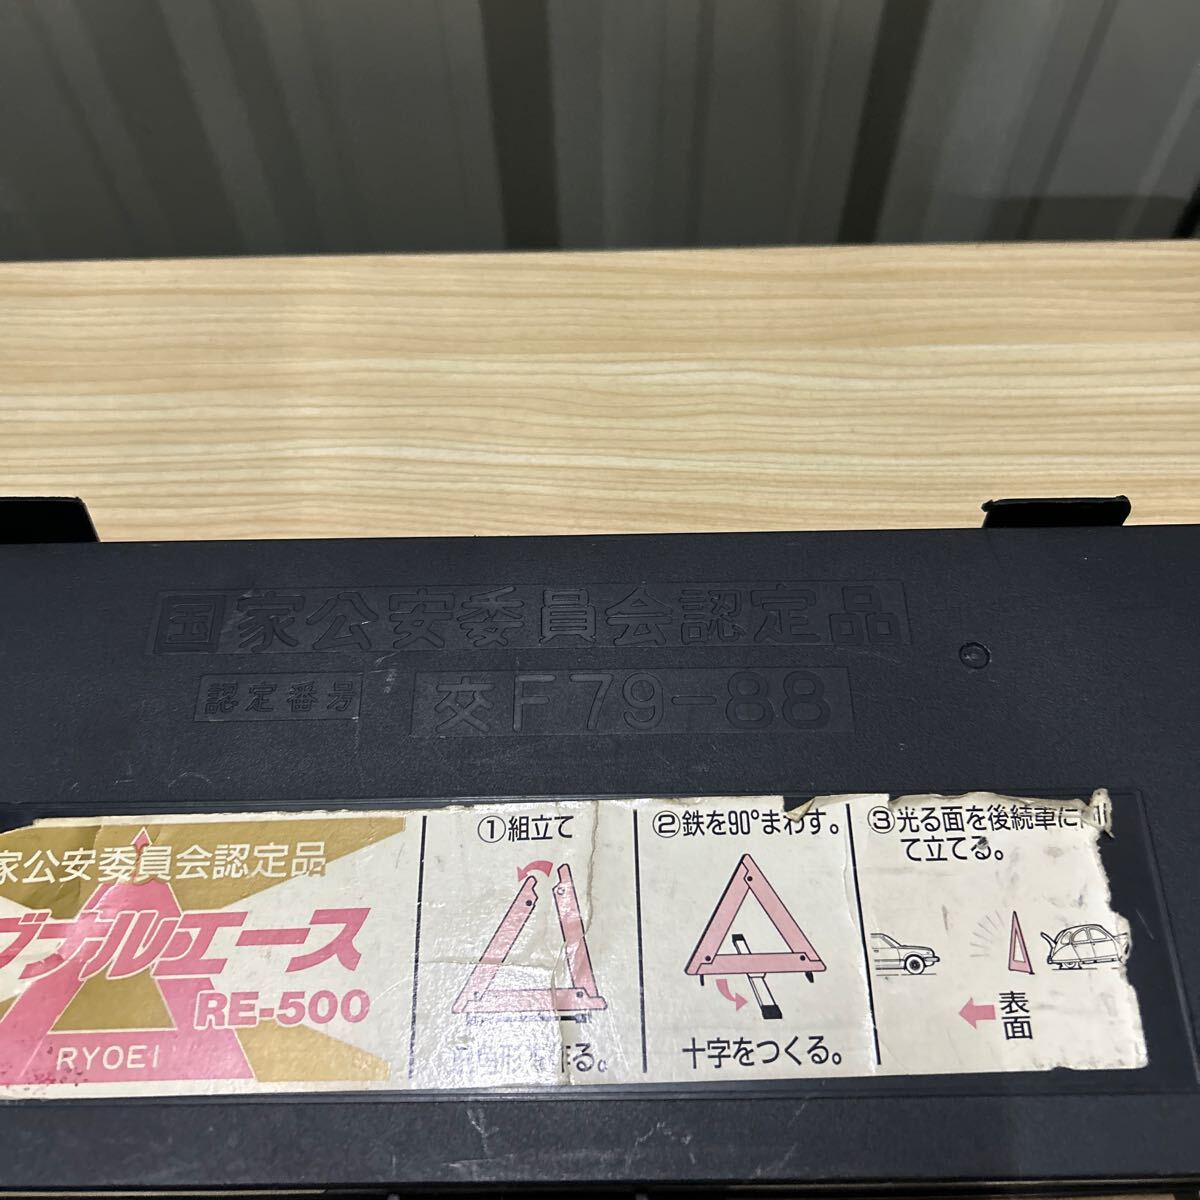 国家公安委員会認定品
認定番号 交F79-88
家公安委員会認定品
グナルエース
RE-500
RYOEI
①組立て
る。
②鉄を90°まわす。
十字をつくる。
③光る面を後続車に
て立てる。
表面